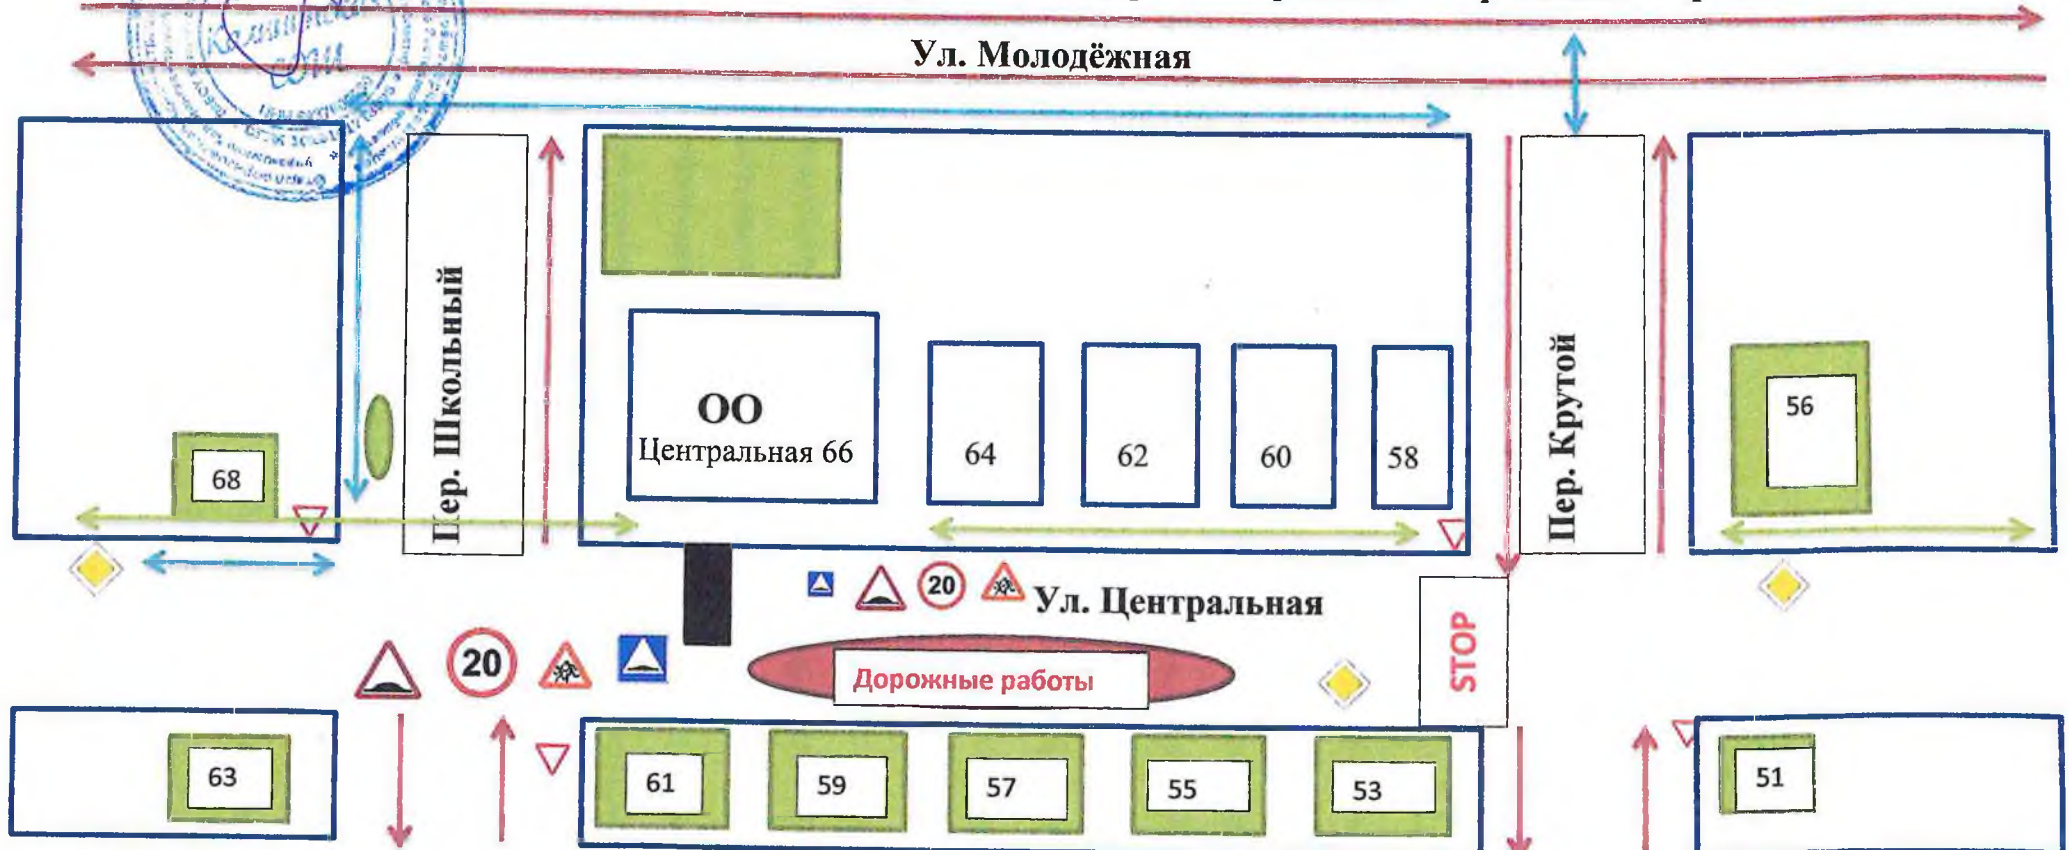 Ул. Молодёжная
Пер. Школьный
ОО
Центральная 66
64
62
60
58
Пер. Крутой
56
68
20
Ул. Центральная
20
Дорожные работы
STOP
63
61
59
57
55
53
51